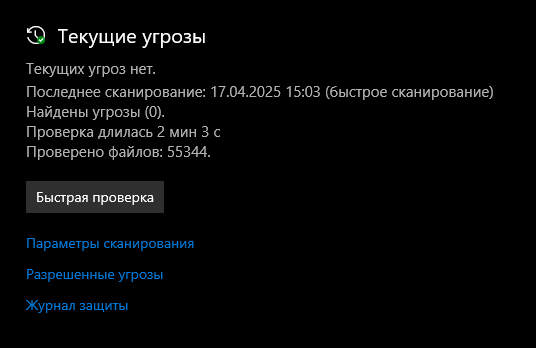 Текущие угрозы
Текущих угроз нет.
Последнее сканирование: 17.04.2025 15:03 (быстрое сканирование)
Найдены угрозы (0).
Проверка длилась 2 мин 3 с
Проверено файлов: 55344.
Быстрая проверка
Параметры сканирования
Разрешенные угрозы
Журнал защиты